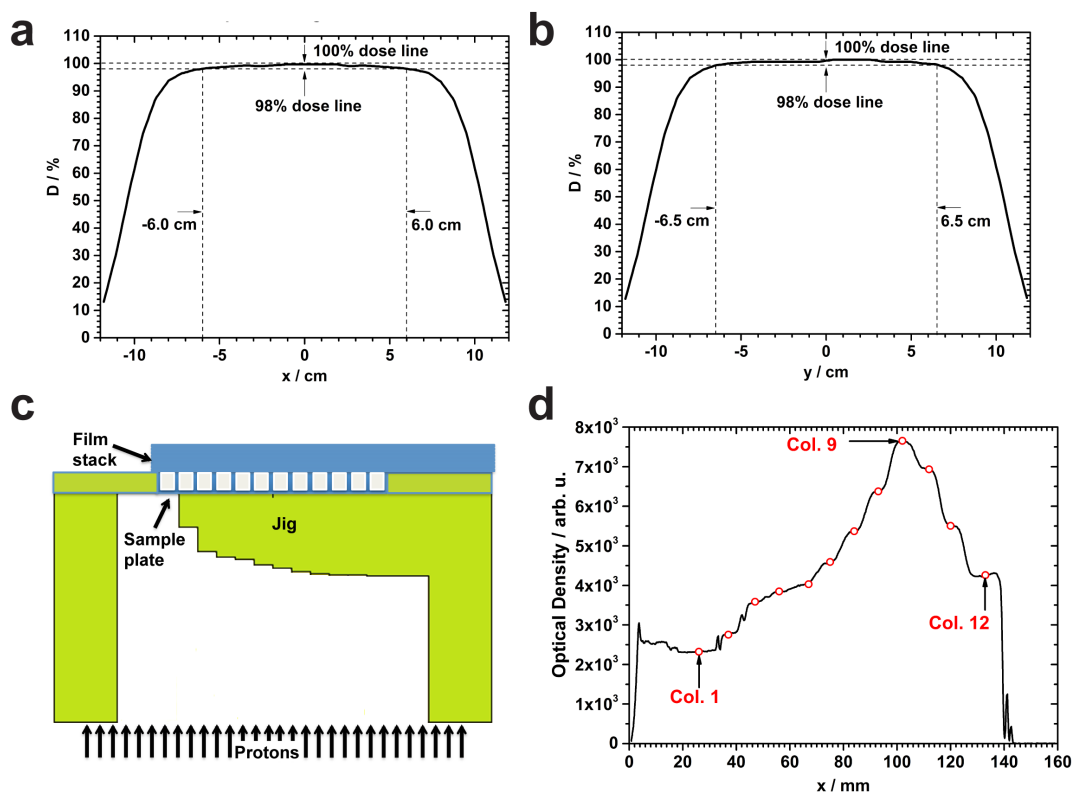 a
110
100
90
80
70
60
50
40
30
20
10
0
D / %
100% dose line
98% dose line
-6.0 cm
6.0 cm
-10
-5
0
5
10
x / cm
b
110
100
90
80
70
60
50
40
30
20
10
0
D / %
100% dose line
98% dose line
-6.5 cm
6.5 cm
-10
-5
0
5
10
y / cm
c
Film
stack
Sample
plate
Jig
Protons
d
8x10³
7x10³
6x10³
5x10³
4x10³
3x10³
2x10³
1x10³
0
Optical Density / arb. u.
Col. 9
Col. 12
Col. 1
0
20
40
60
80
100
120
140
160
x / mm